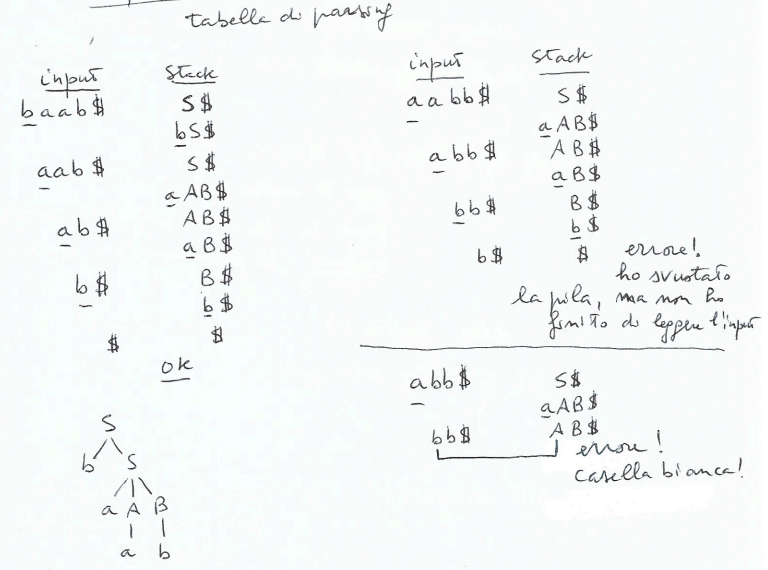 tabella di parsing
input Stack
baab$ S$
bS$
aab$ S$
aAB$
ab$ AB$
aB$
b$ B$
b$
$ $
ok
S
b S
a A B
a b
input Stack
aabb$ S$
aAB$
abb$ AB$
aB$
bb$ B$
b$
b$ $ errore!
ho svuotato
la pila, ma non ho
finito di leggere l'input
abb$ S$
aAB$
bb$ AB$
errore!
casella bianca!